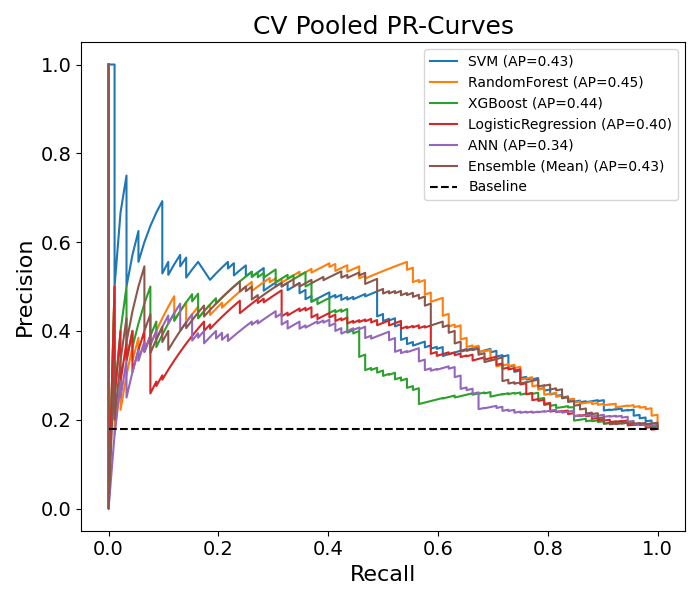 CV Pooled PR-Curves
SVM (AP=0.43)
RandomForest (AP=0.45)
XGBoost (AP=0.44)
LogisticRegression (AP=0.40)
ANN (AP=0.34)
Ensemble (Mean) (AP=0.43)
Baseline
Precision
1.0
0.8
0.6
0.4
0.2
0.0
0.0 0.2 0.4 0.6 0.8 1.0
Recall